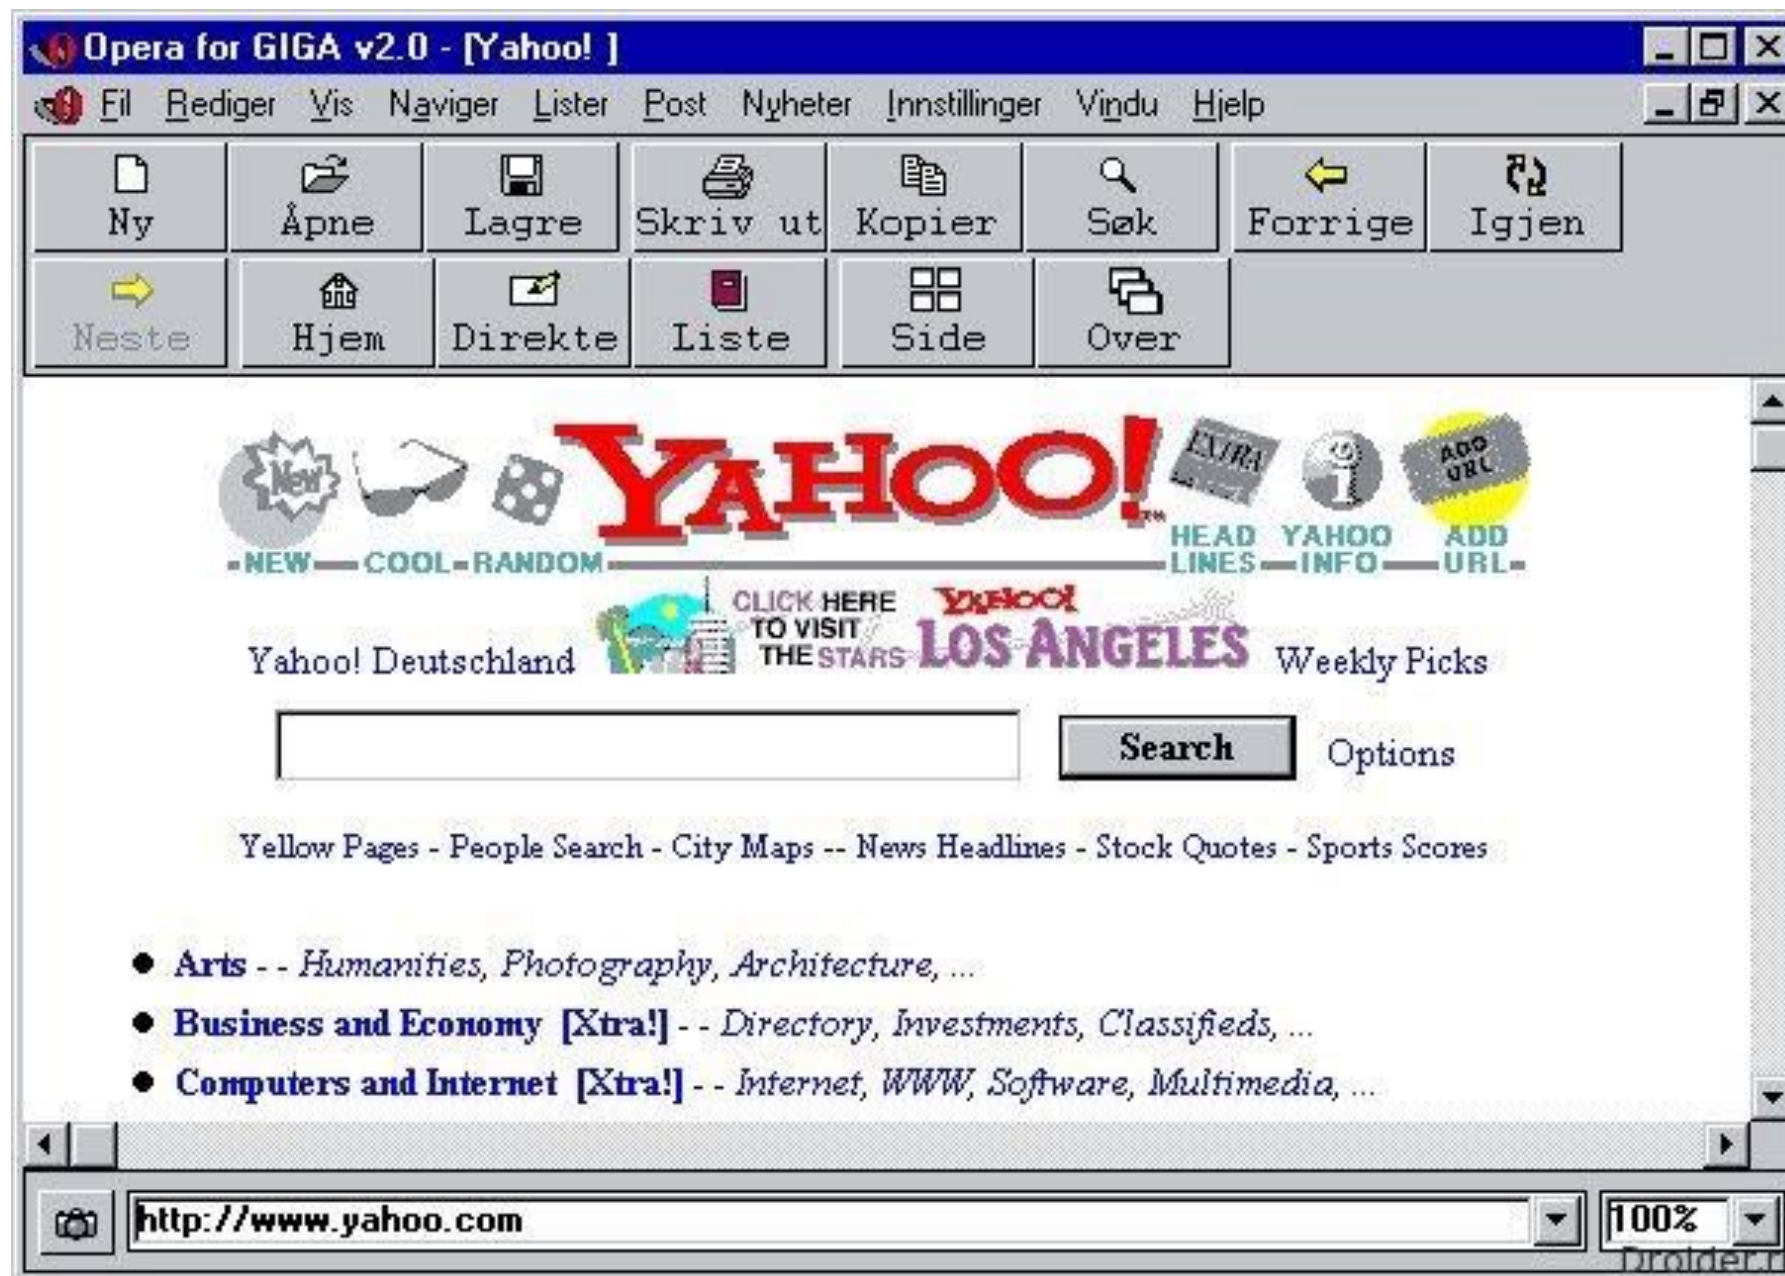 Opera for GIGA v2.0 - [Yahoo! ]
Fil Rediger Vis Naviger Lister Post Nyheter Innstillinger Vindu Hjelp
Ny Åpne Lagre Skriv ut Kopier Søk Forrige Igjen
Neste Hjem Direkte Liste Side Over
New YAHOO! EXTRA i ADD URL
NEW COOL RANDOM HEAD LINES YAHOO INFO ADD URL
CLICK HERE TO VISIT THE STARS YAHOO! LOS ANGELES
Yahoo! Deutschland Weekly Picks
Search Options
Yellow Pages - People Search - City Maps -- News Headlines - Stock Quotes - Sports Scores
● Arts - - Humanities, Photography, Architecture, ...
● Business and Economy [Xtra!] - - Directory, Investments, Classifieds, ...
● Computers and Internet [Xtra!] - - Internet, WWW, Software, Multimedia, ...
http://www.yahoo.com 100%